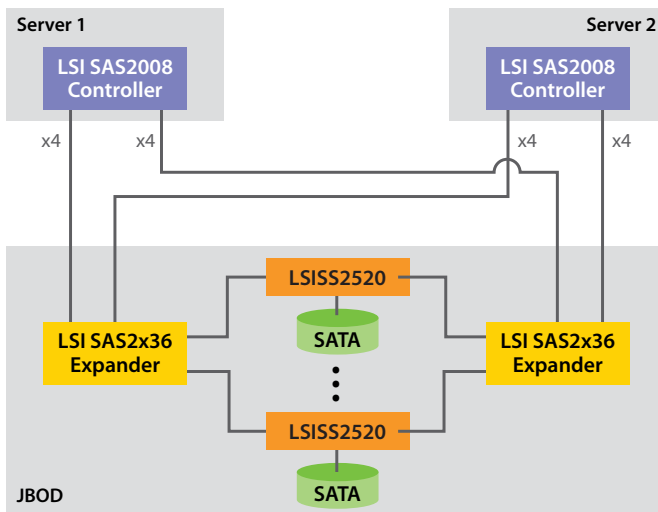 Server 1
Server 2
LSI SAS2008
Controller
LSI SAS2008
Controller
x4
x4
x4
x4
LSISS2520
SATA
LSI SAS2x36
Expander
LSI SAS2x36
Expander
LSISS2520
SATA
JBOD